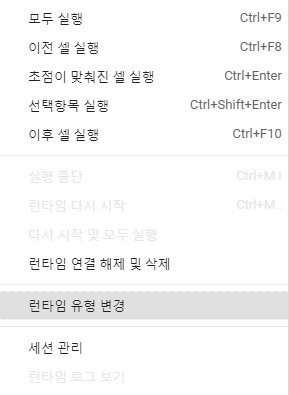 모두 실행 Ctrl+F9
이전 셀 실행 Ctrl+F8
초점이 맞춰진 셀 실행 Ctrl+Enter
선택항목 실행 Ctrl+Shift+Enter
이후 셀 실행 Ctrl+F10
실행 중단 Ctrl+M I
런타임 다시 시작 Ctrl+M .
다시 시작 및 모두 실행
런타임 연결 해제 및 삭제
런타임 유형 변경
세션 관리
런타임 로그 보기